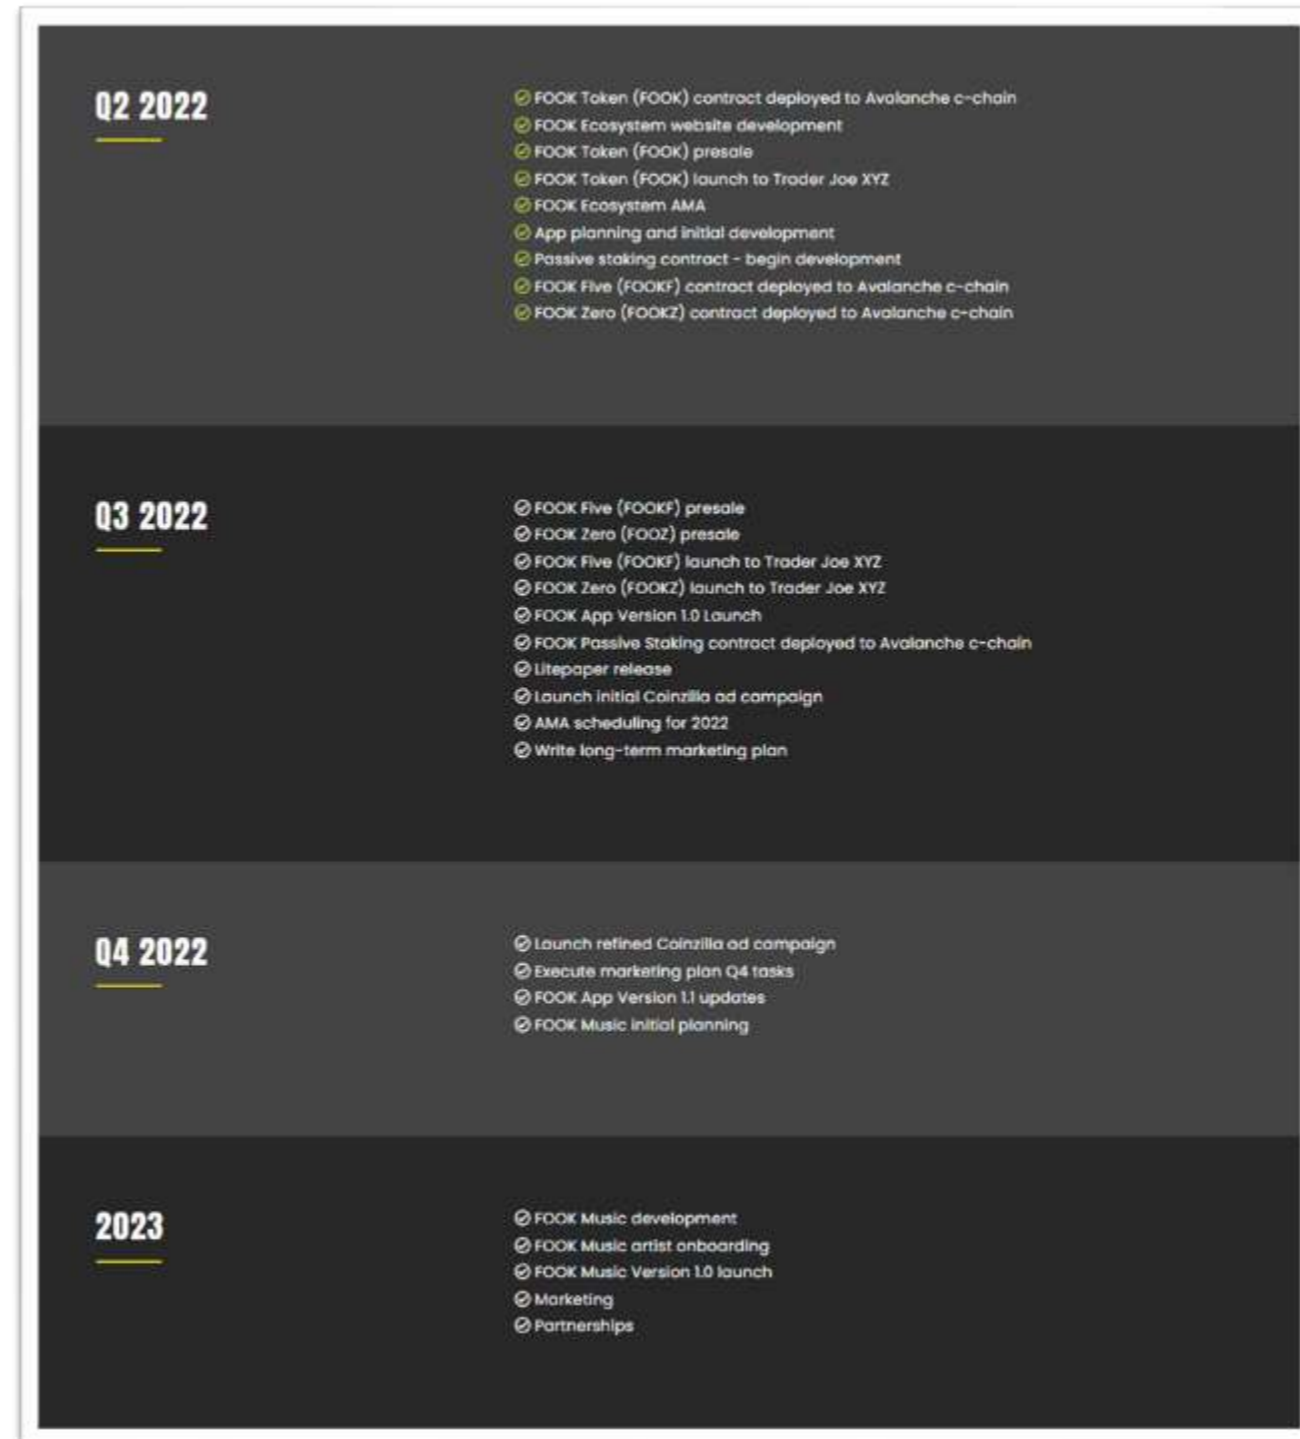 Q2 2022
FOOK Token (FOOK) contract deployed to Avalanche c-chain
FOOK Ecosystem website development
FOOK Token (FOOK) presale
FOOK Token (FOOK) launch to Trader Joe XYZ
FOOK Ecosystem AMA
App planning and initial development
Passive staking contract - begin development
FOOK Five (FOOKF) contract deployed to Avalanche c-chain
FOOK Zero (FOOKZ) contract deployed to Avalanche c-chain
Q3 2022
FOOK Five (FOOKF) presale
FOOK Zero (FOOZ) presale
FOOK Five (FOOKF) launch to Trader Joe XYZ
FOOK Zero (FOOKZ) launch to Trader Joe XYZ
FOOK App Version 1.0 Launch
FOOK Passive Staking contract deployed to Avalanche c-chain
Litepaper release
Launch initial Coinzilla ad campaign
AMA scheduling for 2022
Write long-term marketing plan
Q4 2022
Launch refined Coinzilla ad campaign
Execute marketing plan Q4 tasks
FOOK App Version 1.1 updates
FOOK Music initial planning
2023
FOOK Music development
FOOK Music artist onboarding
FOOK Music Version 1.0 launch
Marketing
Partnerships